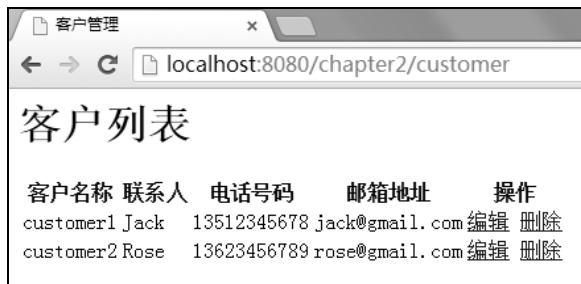 客户管理
localhost:8080/chapter2/customer
客户列表
客户名称 联系人 电话号码 邮箱地址 操作
customer1 Jack 13512345678 jack@gmail.com 编辑 删除
customer2 Rose 13623456789 rose@gmail.com 编辑 删除